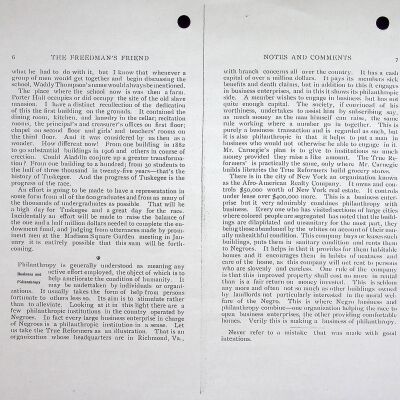 6 THE FREEDMAN'S FRIEND
what he had to do with it, but I know that whenever a
group of men would get together and begin discussing the
school, Waddy Thompson's name would always be mentioned.
The place where the school now is was then a farm.
Porter Hall occupies or did occupy the site of the old slave
mansion. I have a distinct recollection of the dedication
of this the first building on the grounds. It contained the
dining room, kitchen, and laundry in the cellar; recitation
rooms, the principal's and treasurer's offices on first floor,
chapel on second floor and girls' and teachers' rooms on
the third floor. And it was considered to us then as a
wonder. How different now! From one building in 1882
to 90 substantial buildings in 1906 and others in course of
erection. Could Aladdin conjure up a greater transforma-
tion? From one building to a hundred; from 30 students to
the half of three thousand in twenty-five years—that's the
history of Tuskegee. And the progress of Tuskegee is the
progress of the race.
An effort is going to be made to have a representation in
some form from all of the graduates and from as many of
the thousands of undergraduates as possible. That will be
a high day for Tuskegee and a great day for the race.
Incidentally an effort will be made to raise the balance of
the one and a half million dollars needed to complete the en-
dowment fund, and judging from utterances made by prom-
inent men at the Madison Square Garden meeting in Jan-
uary it is entirely possible that this sum will be forth-
coming.
Business and
Philanthropy
Philanthropy is generally understood as meaning any
active effort employed, the object of which is to
help ameliorate the condition of humanity. It
may be undertaken by individuals or organi-
zations. It usually takes the form of help from persons
fortunate to others less so. Its aim is to stimulate rather
than to alleviate. Looking at it in this light there are a
few philanthropic institutions in the country operated by
Negroes. In fact every large business enterprise in charge
of Negroes is a philanthropic institution in a sense. Let
us take the True Reformers as an illustration. That is an
organization whose headquarters are in Richmond, Va.,
NOTES AND COMMENTS 7
with branch concerns all over the country. It has a cash
capital of over a million dollars. It pays its members sick
benefits and death claims, but in addition to this it engages
in business enterprises, and in this it shows its philanthropic
side. A member wishes to engage in business but has not
quite enough capital. The society, if convinced of his
worthiness, undertakes to assist him by giving him, say,
as much money as the man himself can raise, the same
rule working where a number go in together. This is
purely a business transaction and is regarded as such, but
it is also philanthropic in that it helps to put a man in
business who would not otherwise be able to engage in it.
Mr. Carnegie's plan is to give to institutions so much
money provided they raise a like amount. The True Re-
formers' is practically the same, only where Mr. Carnegie
builds libraries the True Reformers build grocery stores.
There is in the city of New York an organization known
as the Afro-American Realty Company. It owns and con-
trols $50,000 worth of New York real estate. It controls
under lease over $400,000 more. This is a business enter-
prise but it very admirably combines philanthropy with
business. Every one who has visited sections of large cities
where colored people are segregated has noted that the build-
ings are dilapidated and unsanitary for the most part, they
being those abandoned by the whites on account of their usu-
ally unhealthful condition. This company buys or leases such
buildings, puts them in sanitary condition and rents them
to Negroes. It helps in that it provides for them habitable
homes and it encourages them in habits of neatness and
care of the home, as this company will not rent to persons
who are slovenly and careless. One rule of the company
is that this improved property shall cost no more in rental
than is a fair return on money invested. This is seldom
any more and often not so much as other buildings owned
by landlords not particularly interested in the moral wel-
fare of the Negro. This is where Negro business and
philanthropy combine—one organization helping the race to
open business enterprises, the other providing comfortable
homes. Verily this is making a business of philanthropy.
Never refer to a mistake that was made with good
intentions.